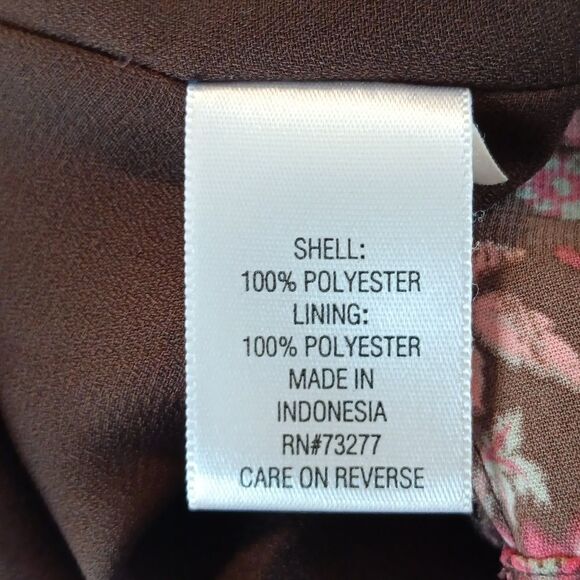 SHELL:
100% POLYESTER
LINING:
100% POLYESTER
MADE IN
INDONESIA
RN#73277
CARE ON REVERSE